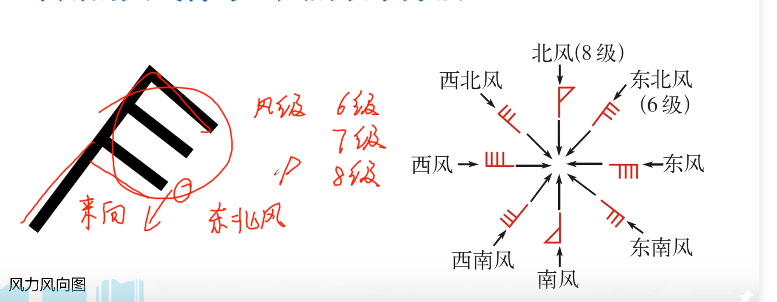 风级 6级
7级
8级
来向
东北风
北风(8级)
西北风
东北风
(6级)
西风
东风
西南风
东南风
南风
风力风向图